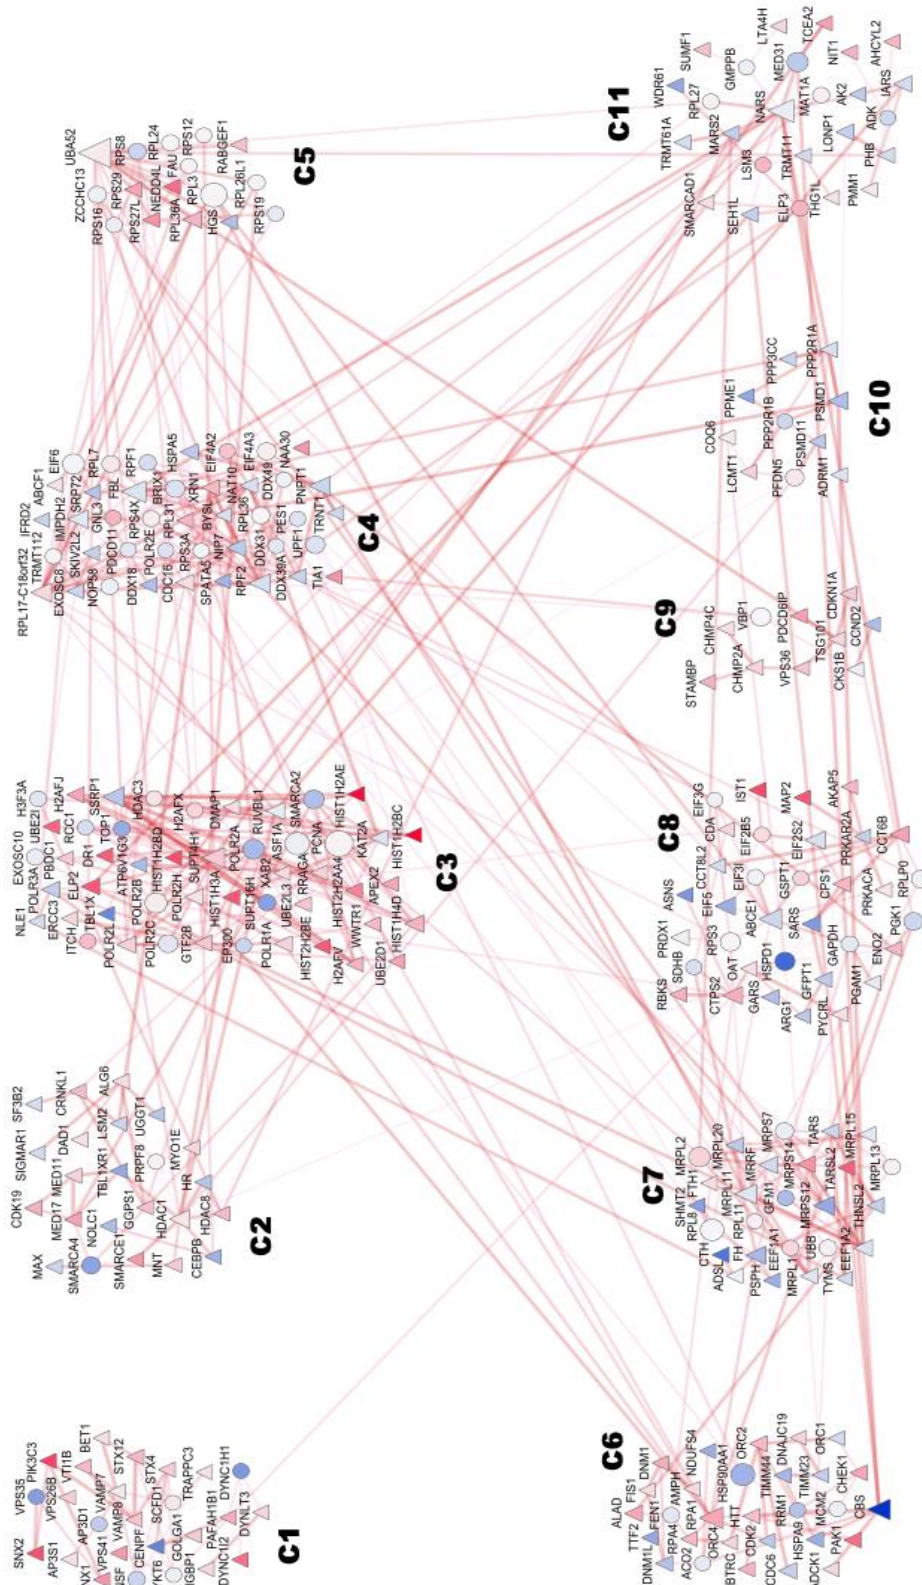 SNX2
VPS35
PIK3C3
AP3S1
VPS26B
VTI1B
BET1
AP3D1
VAMP7
STX12
VPS41
VAMP8
STX4
CENPF
SCFD1
TRAPPC3
YKT6
GOLGA1
PAFAH1B1
DYNC1H1
DYNC1I2
DYNLT3
C1
MAX
CDK19
SIGMAR1
SF3B2
SMARCA4
MED17
MED11
DAD1
CRNKL1
NOLC1
TBL1XR1
LSM2
ALG6
SMARCE1
GGPS1
PRPF8
UGGT1
MNT
HDAC1
MYO1E
CEBPB
HDAC8
HR
C2
NLE1
EXOSC10
H3F3A
POLR3A
UBE2I
ERCC3
PBDC1
H2AFJ
ITCH
ELP2
RCC1
TBL1X
DR1
SSRP1
POLR2L
TOP1
ATP6V1G3
HDAC3
POLR2C
POLR2B
HIST1H2BD
H2AFX
GTF2B
POLR2H
SUPT4H1
DMAP1
HIST1H3A
POLR2A
RUVBL1
EP300
SUPT16H
XAB2
SMARCA2
POLR1A
UBE2L3
ASF1A
HIST2H2BE
RRAGA
PCNA
HIST1H2AE
H2AFV
HIST2H2AA4
KAT2A
WWTR1
APEX2
UBE2D1
HIST1H4D
HIST1H2BC
C3
RPL17-C18orf32
IFRD2
ABCF1
TRMT112
EIF6
EXOSC8
IMPDH2
SKIV2L2
SRP72
RPL7
NOP58
GNL3
FBL
RPF1
PDCD11
DDX18
RPS4X
BRIX1
HSPA5
POLR2E
CDC16
RPL31
XRN1
EIF4A2
RPS3A
SPATA5
BYSL
NAT10
EIF4A3
NIP7
RPF2
RPL36
DDX49
NAA30
DDX31
DDX39A
PES1
PNPT1
UPF1
TIA1
TRNT1
C4
ZCCHC13
UBA52
RPS16
RPS8
RPS29
RPL24
RPS27L
NEDD4L
FAU
RPS12
RPL36A
RPL3
RABGEF1
HGS
RPL26L1
RPS19
C5
ALAD
TTF2
FIS1
DNM1
DNM1L
FEN1
AMPH
NDUFS4
RPA4
RPA1
ACO2
ORC4
HSP90AA1
ORC2
BTRC
HTT
TIMM44
DNAJC19
CDK2
RRM1
TIMM23
ORC1
CDC6
HSPA9
MCM2
CHEK1
ADCK1
PAK1
CBS
C6
SHMT2
MRPL2
RPL8
FTH1
MRPL20
CTH
MRPL11
MRRF
MRPS7
ADSL
RPL11
FH
GFM1
MRPS14
TARS
PSPH
EEF1A1
MRPS12
TARSL2
MRPL15
MRPL1
UBB
MRPL13
TYMS
THNSL2
EEF1A2
C7
RBKS
PRDX1
ASNS
EIF3G
SDHB
CCT8L2
CDA
IST1
CTPS2
RPS3
EIF5
EIF3I
EIF2B5
MAP2
OAT
ABCE1
EIF2S2
GARS
HSPD1
GSPT1
AKAP5
ARG1
SARS
CPS1
PRKAR2A
GFPT1
GAPDH
CCT6B
PYCRL
PRKACA
PGAM1
ENO2
PGK1
RPLP0
C8
STAMBP
CHMP4C
CHMP2A
VBP1
VPS36
PDCD6IP
TSG101
CDKN1A
CKS1B
CCND2
C9
COQ6
LCMT1
PPME1
PFDN5
PPP2R1B
PPP3CC
PSMD11
PPP2R1A
ADRM1
PSMD1
C10
WDR61
SUMF1
LTA4H
TCEA2
TRMT61A
RPL27
GMPPB
MED31
NIT1
AHCYL2
MARS2
NARS
MAT1A
AK2
IARS
SMARCAD1
LSM3
LONP1
ADK
SEH1L
TRMT11
PHB
ELP3
THG1L
PMM1
C11